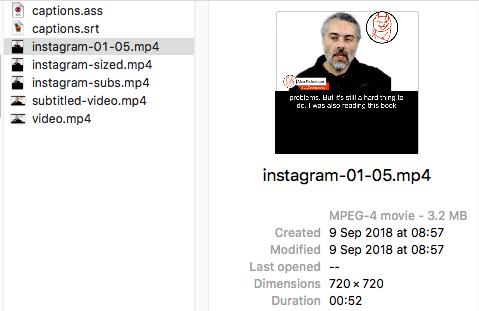 captions.ass
captions.srt
instagram-01-05.mp4
instagram-sized.mp4
instagram-subs.mp4
subtitled-video.mp4
video.mp4
problems. But it's still a hard thing to
do. I was also reading this book
instagram-01-05.mp4
MPEG-4 movie - 3.2 MB
Created 9 Sep 2018 at 08:57
Modified 9 Sep 2018 at 08:57
Last opened --
Dimensions 720 × 720
Duration 00:52